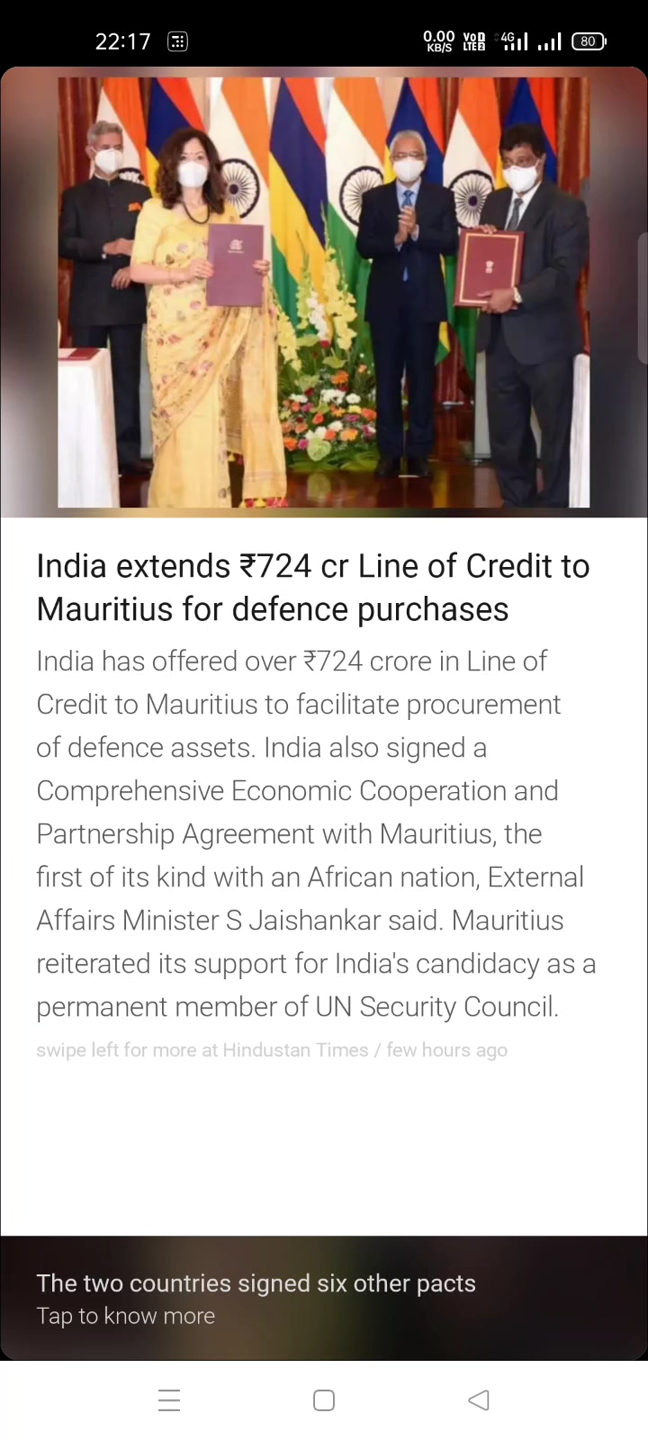 22:17
0.00 KB/S VoD LTE 4G 80
India extends ₹724 cr Line of Credit to
Mauritius for defence purchases
India has offered over ₹724 crore in Line of
Credit to Mauritius to facilitate procurement
of defence assets. India also signed a
Comprehensive Economic Cooperation and
Partnership Agreement with Mauritius, the
first of its kind with an African nation, External
Affairs Minister S Jaishankar said. Mauritius
reiterated its support for India's candidacy as a
permanent member of UN Security Council.
swipe left for more at Hindustan Times / few hours ago
The two countries signed six other pacts
Tap to know more